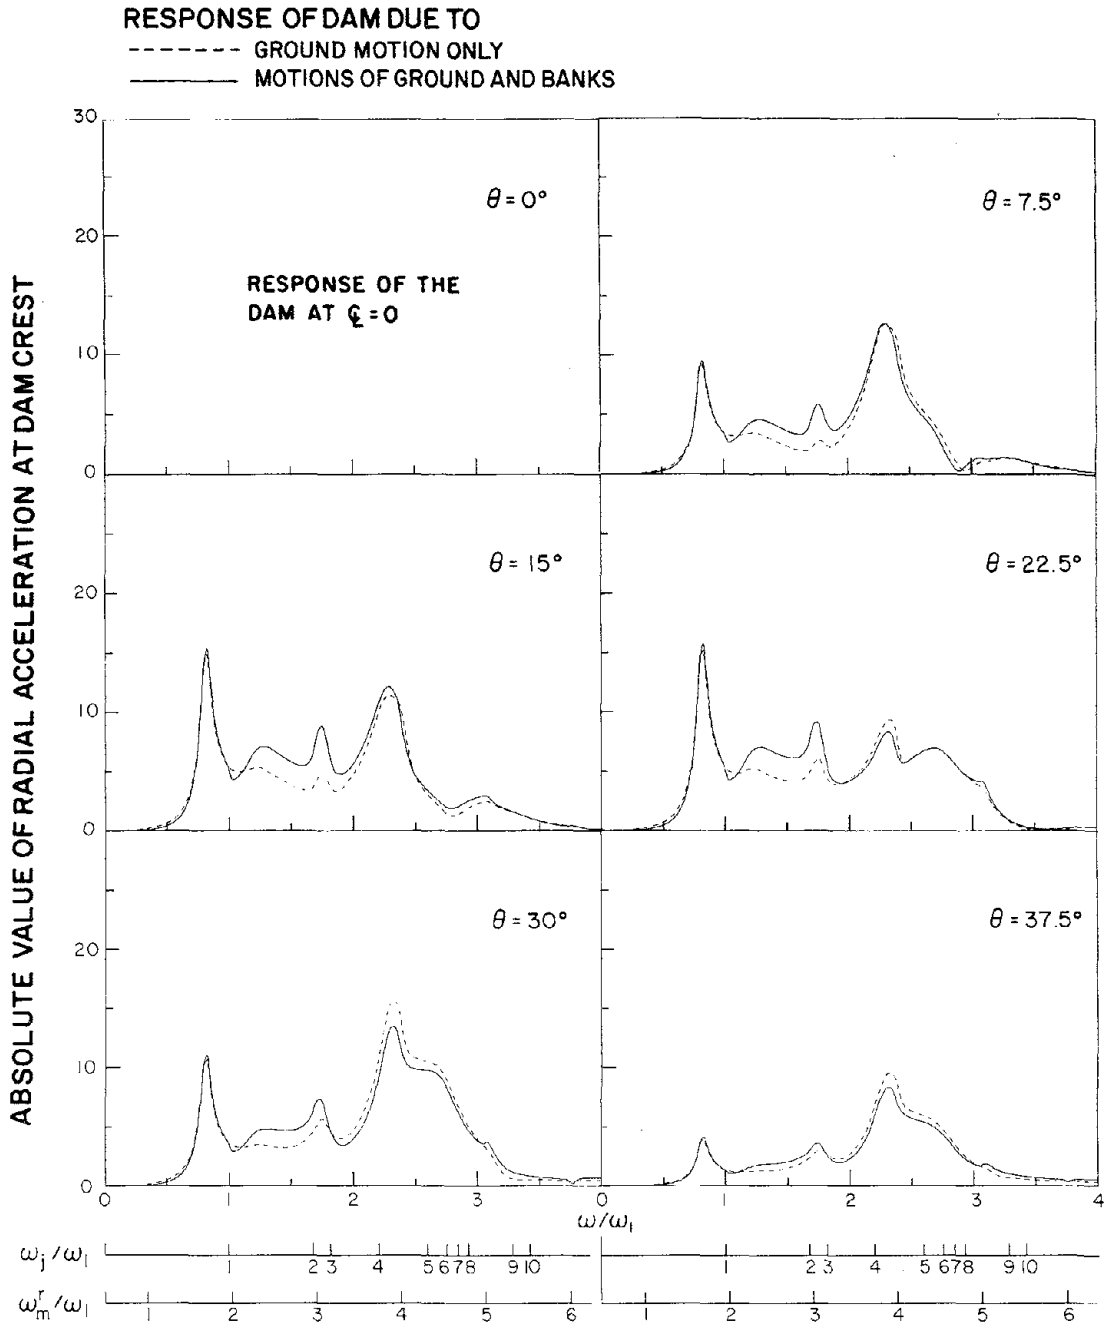 RESPONSE OF DAM DUE TO
GROUND MOTION ONLY
MOTIONS OF GROUND AND BANKS
ABSOLUTE VALUE OF RADIAL ACCELERATION AT DAM CREST
30
20
10
0
θ = 0°
RESPONSE OF THE
DAM AT ℄ = 0
θ = 7.5°
20
10
0
θ = 15°
θ = 22.5°
20
10
0
θ = 30°
θ = 37.5°
0 1 2 3 0 1 2 3 4
ω/ω₁
ωⱼ/ω₁ 1 2 3 4 5 6 7 8 9 10 1 2 3 4 5 6 7 8 9 10
ωʳₘ/ω₁ 1 2 3 4 5 6 1 2 3 4 5 6